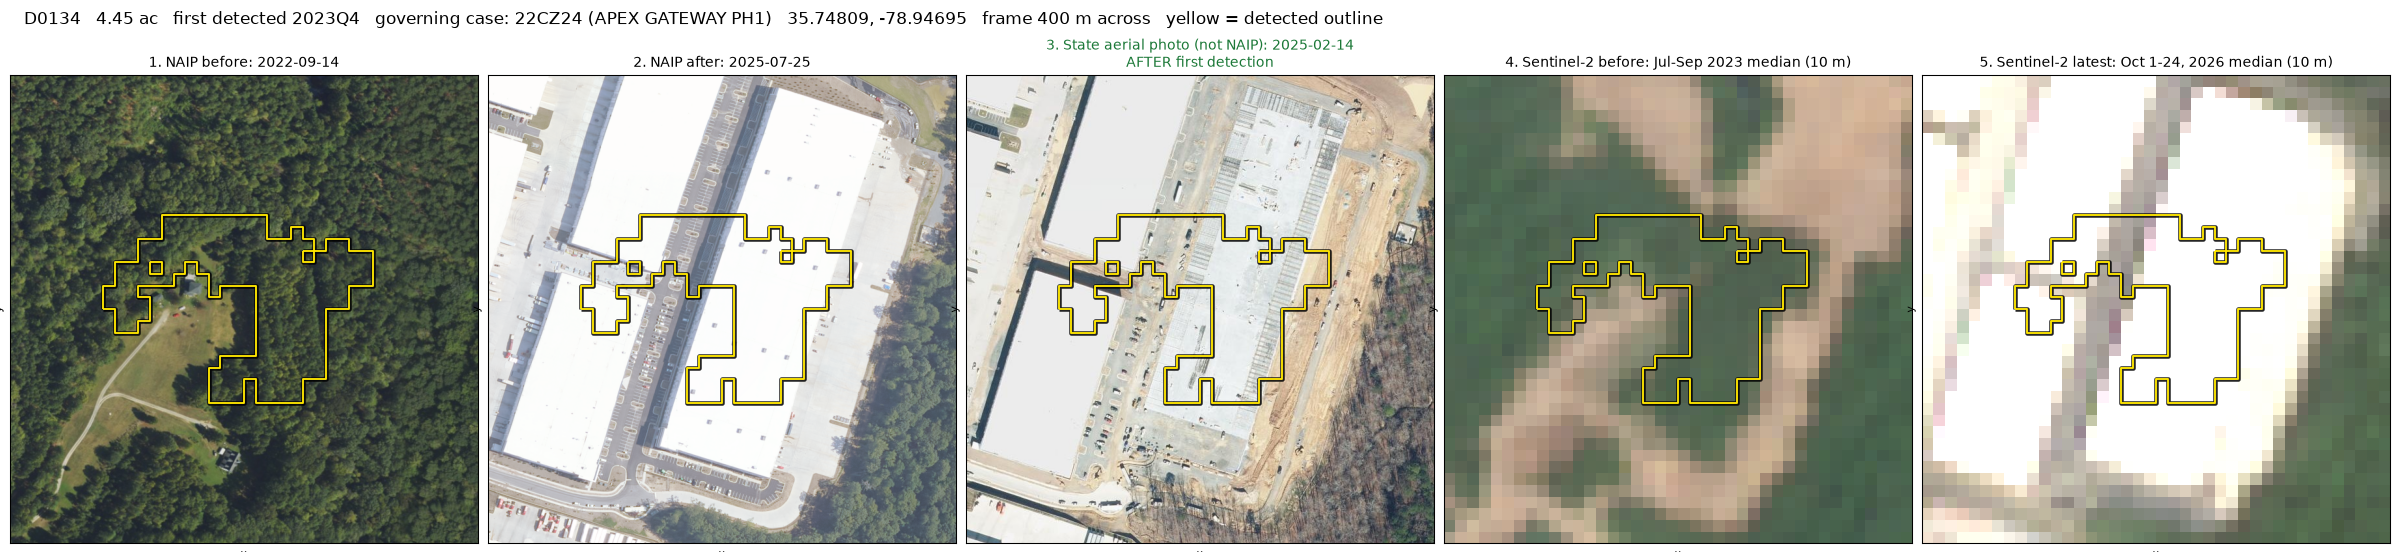 D0134 4.45 ac first detected 2023Q4 governing case: 22CZ24 (APEX GATEWAY PH1) 35.74809, -78.94695 frame 400 m across yellow = detected outline
1. NAIP before: 2022-09-14
2. NAIP after: 2025-07-25
3. State aerial photo (not NAIP): 2025-02-14
AFTER first detection
4. Sentinel-2 before: Jul-Sep 2023 median (10 m)
5. Sentinel-2 latest: Oct 1-24, 2026 median (10 m)